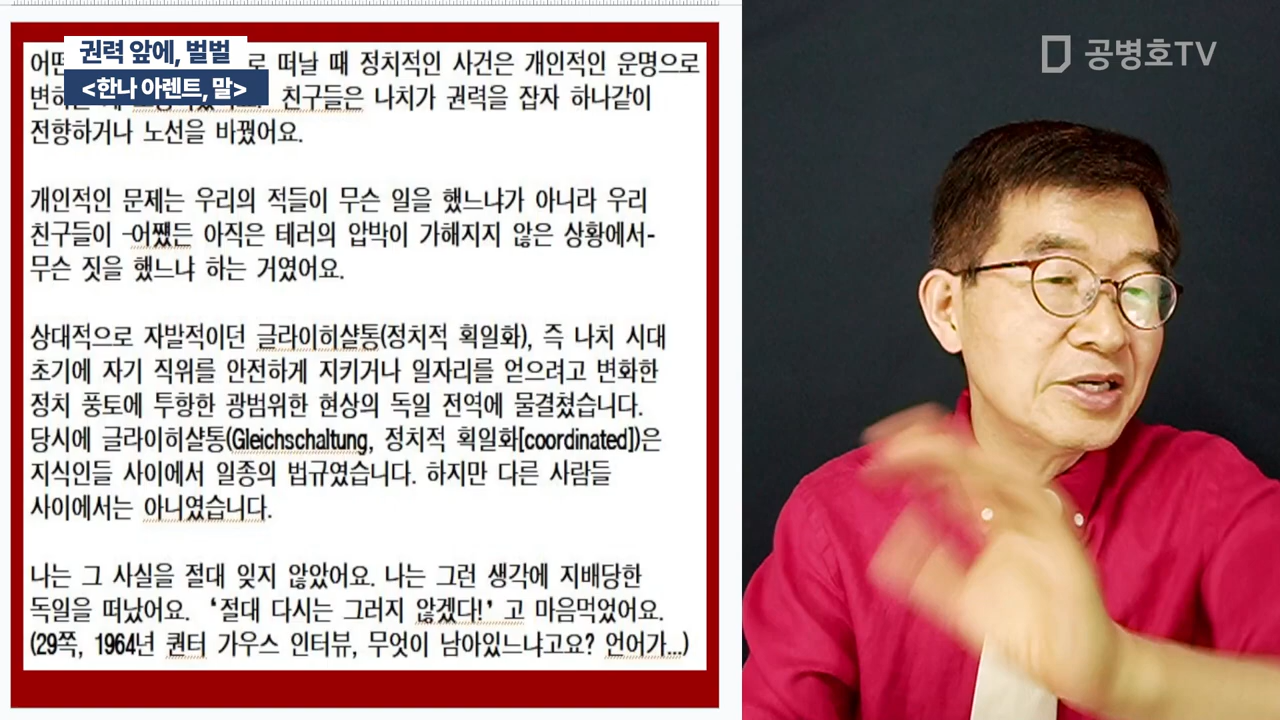 권력 앞에, 벌벌
<한나 아렌트, 말>
공병호TV
로 떠날 때 정치적인 사건은 개인적인 운명으로
친구들은 나치가 권력을 잡자 하나같이
전향하거나 노선을 바꿨어요.
개인적인 문제는 우리의 적들이 무슨 일을 했느냐가 아니라 우리
친구들이 -어쨌든 아직은 테러의 압박이 가해지지 않은 상황에서-
무슨 짓을 했느냐 하는 거였어요.
상대적으로 자발적이던 글라이히샬통(정치적 획일화), 즉 나치 시대
초기에 자기 직위를 안전하게 지키거나 일자리를 얻으려고 변화한
정치 풍토에 투항한 광범위한 현상의 독일 전역에 물결쳤습니다.
당시에 글라이히샬통(Gleichschaltung, 정치적 획일화[coordinated])은
지식인들 사이에서 일종의 법규였습니다. 하지만 다른 사람들
사이에서는 아니였습니다.
나는 그 사실을 절대 잊지 않았어요. 나는 그런 생각에 지배당한
독일을 떠났어요. ‘절대 다시는 그러지 않겠다!’ 고 마음먹었어요.
(29쪽, 1964년 퀀터 가우스 인터뷰, 무엇이 남아있느냐고요? 언어가...)